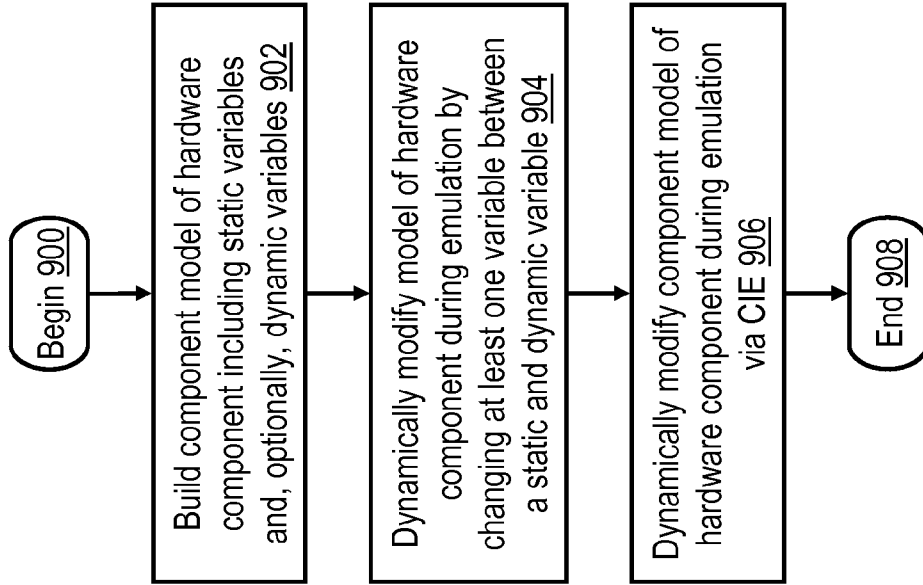 Begin 900
Build component model of hardware
component including static variables
and, optionally, dynamic variables 902
Dynamically modify model of hardware
component during emulation by
changing at least one variable between
a static and dynamic variable 904
Dynamically modify component model of
hardware component during emulation
via CIE 906
End 908